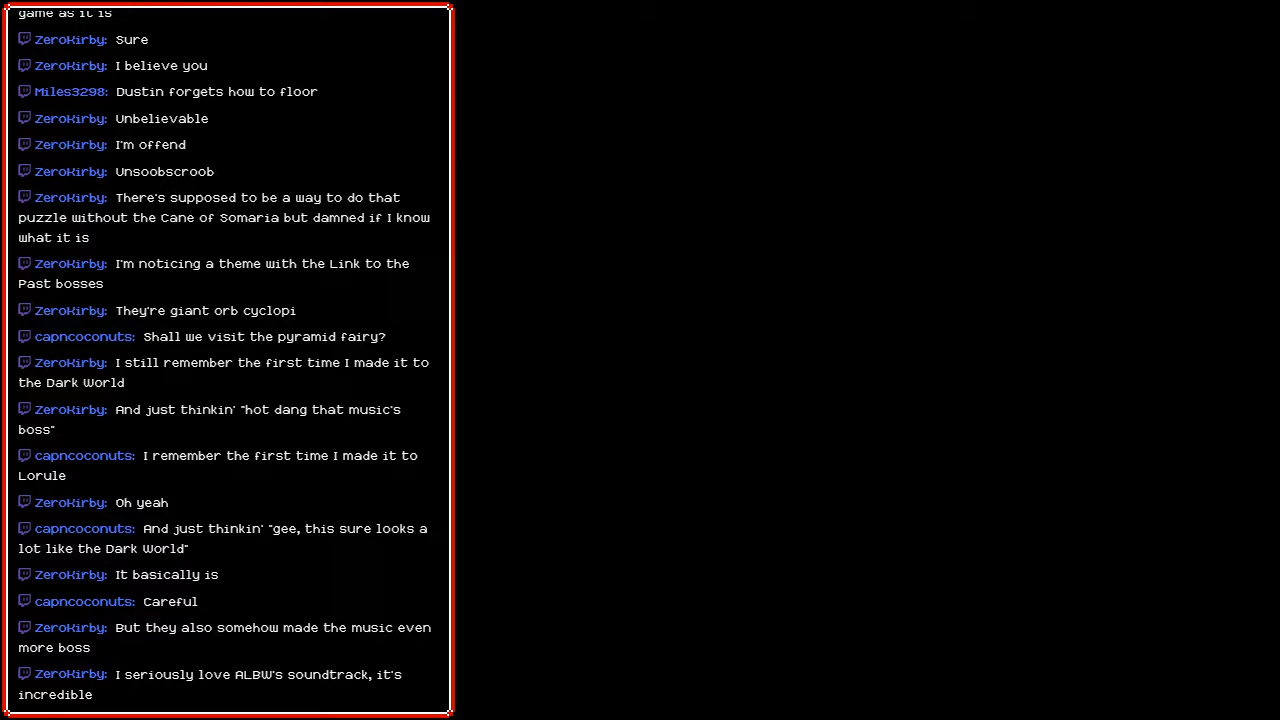 game as it is
ZeroKirby: Sure
ZeroKirby: I believe you
Miles3298: Dustin forgets how to floor
ZeroKirby: Unbelievable
ZeroKirby: I'm offend
ZeroKirby: Unsoobscroob
ZeroKirby: There's supposed to be a way to do that
puzzle without the Cane of Somaria but damned if I know
what it is
ZeroKirby: I'm noticing a theme with the Link to the
Past bosses
ZeroKirby: They're giant orb cyclopi
capncoconuts: Shall we visit the pyramid fairy?
ZeroKirby: I still remember the first time I made it to
the Dark World
ZeroKirby: And just thinkin' "hot dang that music's
boss"
capncoconuts: I remember the first time I made it to
Lorule
ZeroKirby: Oh yeah
capncoconuts: And just thinkin' "gee, this sure looks a
lot like the Dark World"
ZeroKirby: It basically is
capncoconuts: Careful
ZeroKirby: But they also somehow made the music even
more boss
ZeroKirby: I seriously love ALBW's soundtrack, it's
incredible